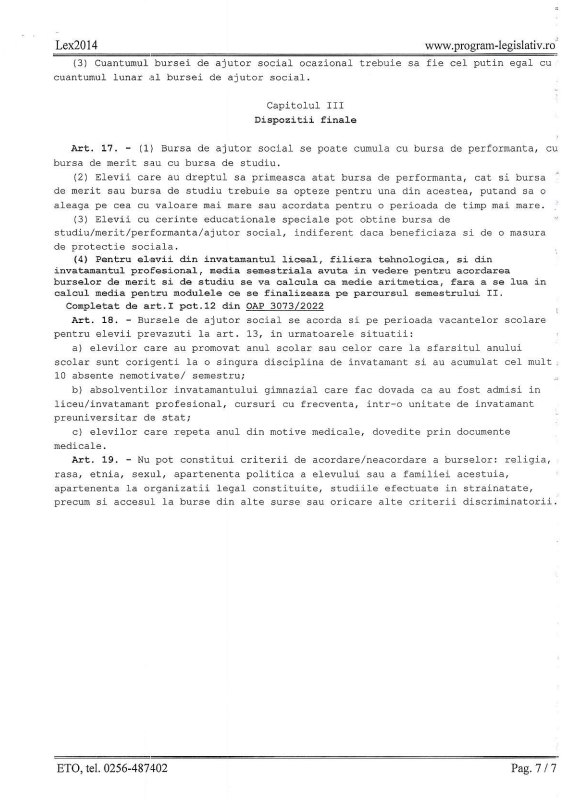 Lex2014 www.program-legislativ.ro
(3) Cuantumul bursei de ajutor social ocazional trebuie sa fie cel putin egal cu
cuantumul lunar al bursei de ajutor social.
Capitolul III
Dispozitii finale
Art. 17. - (1) Bursa de ajutor social se poate cumula cu bursa de performanta, cu
bursa de merit sau cu bursa de studiu.
(2) Elevii care au dreptul sa primeasca atat bursa de performanta, cat si bursa
de merit sau bursa de studiu trebuie sa opteze pentru una din acestea, putand sa o
aleaga pe cea cu valoare mai mare sau acordata pentru o perioada de timp mai mare.
(3) Elevii cu cerinte educationale speciale pot obtine bursa de
studiu/merit/performanta/ajutor social, indiferent daca beneficiaza si de o masura
de protectie sociala.
(4) Pentru elevii din invatamantul liceal, filiera tehnologica, si din
invatamantul profesional, media semestriala avuta in vedere pentru acordarea
burselor de merit si de studiu se va calcula ca medie aritmetica, fara a se lua in
calcul media pentru modulele ce se finalizeaza pe parcursul semestrului II.
Completat de art.I pct.12 din OAP 3073/2022
Art. 18. - Bursele de ajutor social se acorda si pe perioada vacantelor scolare
pentru elevii prevazuti la art. 13, in urmatoarele situatii:
a) elevilor care au promovat anul scolar sau celor care la sfarsitul anului
scolar sunt corigenti la o singura disciplina de invatamant si au acumulat cel mult
10 absente nemotivate/ semestru;
b) absolventilor invatamantului gimnazial care fac dovada ca au fost admisi in
liceu/invatamant profesional, cursuri cu frecventa, intr-o unitate de invatamant
preuniversitar de stat;
c) elevilor care repeta anul din motive medicale, dovedite prin documente
medicale.
Art. 19. - Nu pot constitui criterii de acordare/neacordare a burselor: religia,
rasa, etnia, sexul, apartenenta politica a elevului sau a familiei acestuia,
apartenenta la organizatii legal constituite, studiile efectuate in strainatate,
precum si accesul la burse din alte surse sau oricare alte criterii discriminatorii.
ETO, tel. 0256-487402 Pag. 7 / 7